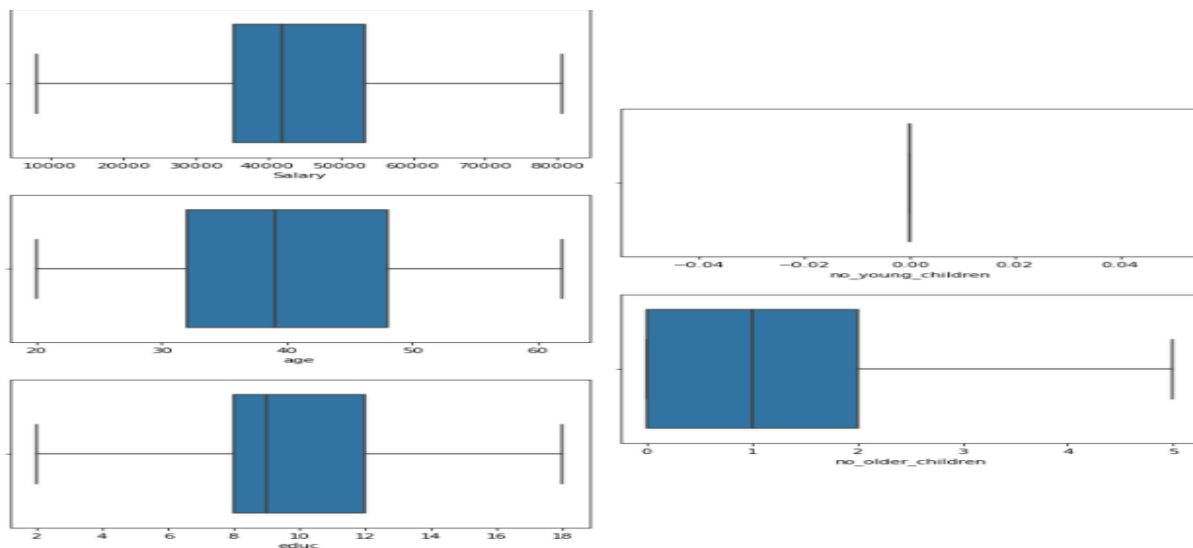 10000 20000 30000 40000 50000 60000 70000 80000
Salary
20 30 40 50 60
age
2 4 6 8 10 12 14 16 18
educ
−0.04 −0.02 0.00 0.02 0.04
no_young_children
0 1 2 3 4 5
no_older_children